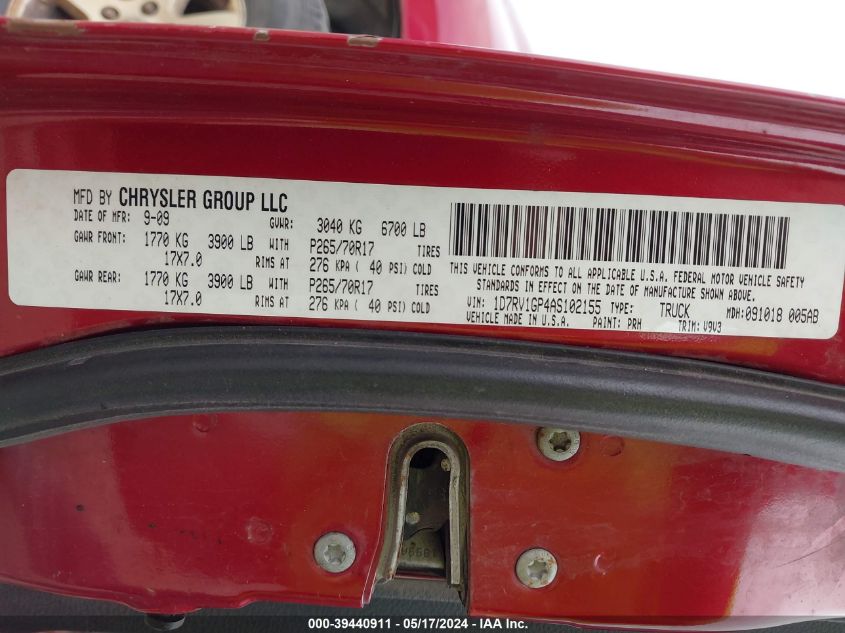 MFD BY CHRYSLER GROUP LLC
DATE OF MFR: 9-09 GVWR: 3040 KG 6700 LB
GAWR FRONT: 1770 KG 3900 LB WITH P265/70R17 TIRES
17X7.0 RIMS AT 276 KPA ( 40 PSI) COLD
GAWR REAR: 1770 KG 3900 LB WITH P265/70R17 TIRES
17X7.0 RIMS AT 276 KPA ( 40 PSI) COLD
THIS VEHICLE CONFORMS TO ALL APPLICABLE U.S.A. FEDERAL MOTOR VEHICLE SAFETY
STANDARDS IN EFFECT ON THE DATE OF MANUFACTURE SHOWN ABOVE.
VIN: 1D7RV1GP4AS102155 TYPE: TRUCK MDH:091018 005AB
VEHICLE MADE IN U.S.A. PAINT: PRH TRIM: V9V3
000-39440911 - 05/17/2024 - IAA Inc.